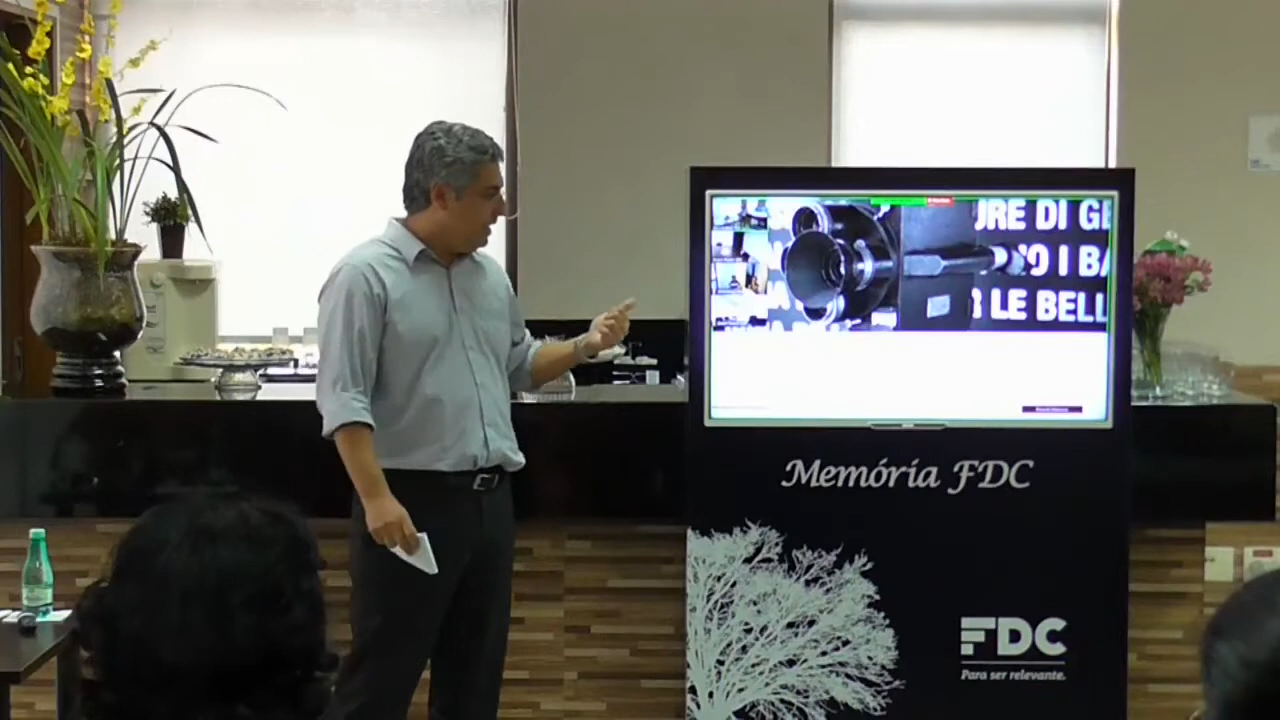 URE DI GE
'O I BA
LE BELL
Memória FDC
FDC
Para ser relevante.